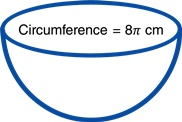 Circumference = 8π cm